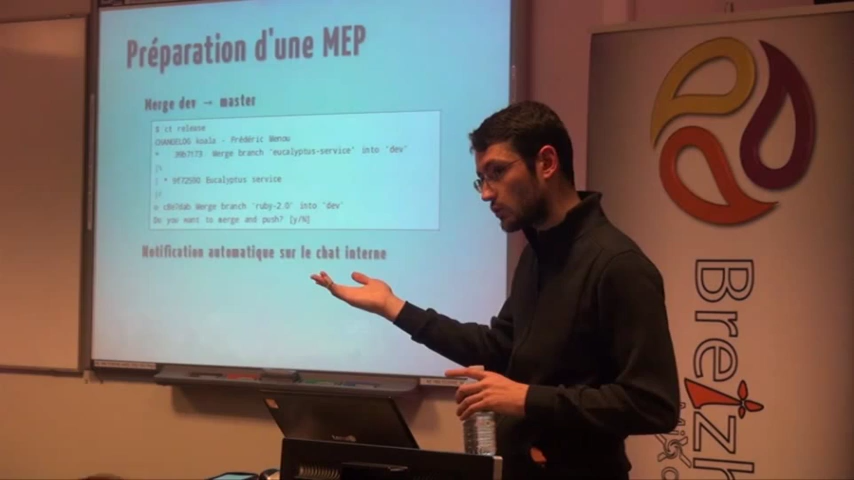 Préparation d'une MEP
Merge dev → master
$ ct release
CHANGELOG koala - Frédéric Menou
* 39b7173 Merge branch 'eucalyptus-service' into 'dev'
|\
| * 9f72500 Eucalyptus service
|/
Merge branch 'ruby-2.0' into 'dev'
Do you want to merge and push? [y/N]
Notification automatique sur le chat interne
Breizh